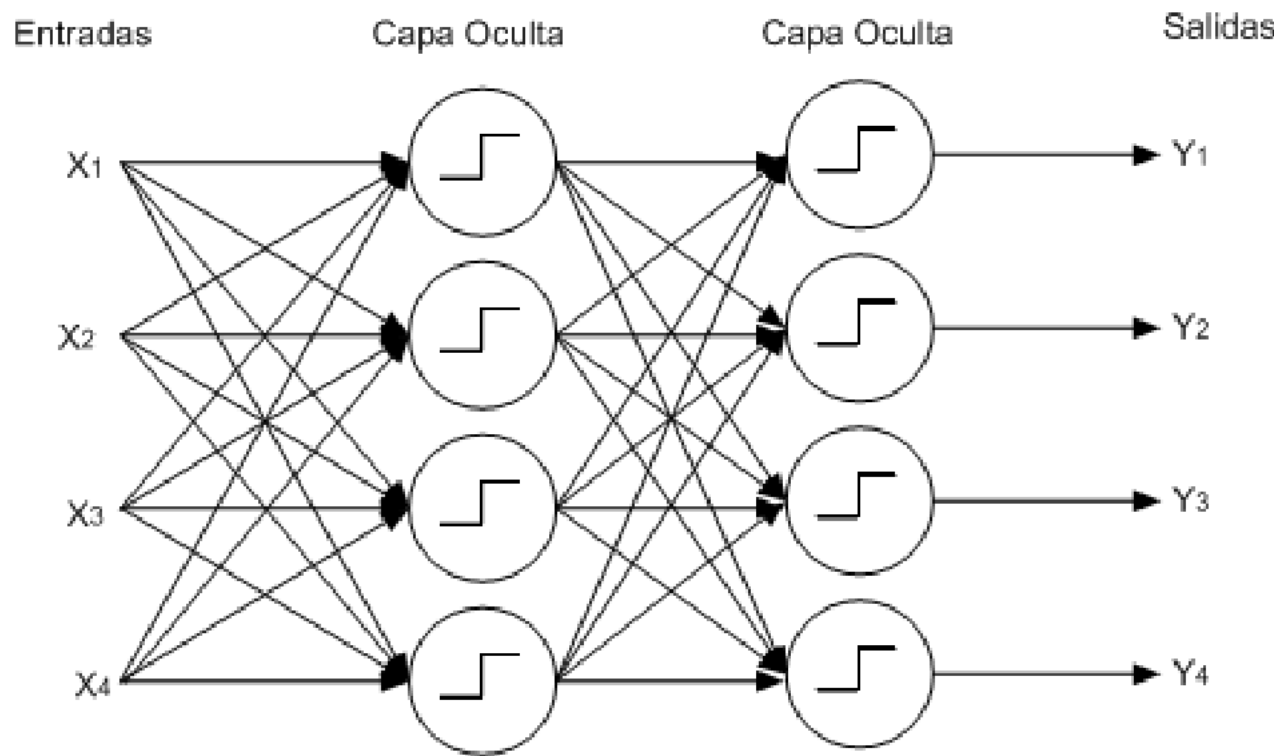 Entradas
Capa Oculta
Capa Oculta
Salidas
X1
Y1
X2
Y2
X3
Y3
X4
Y4